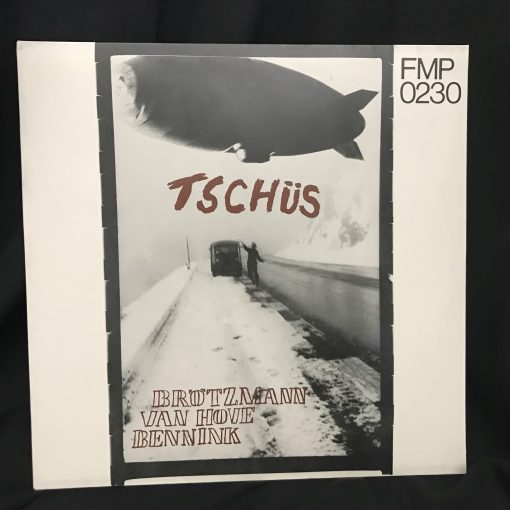 FMP
0230
TSCHÜS
BRÖTZMANN
VAN HOVE
BENNINK